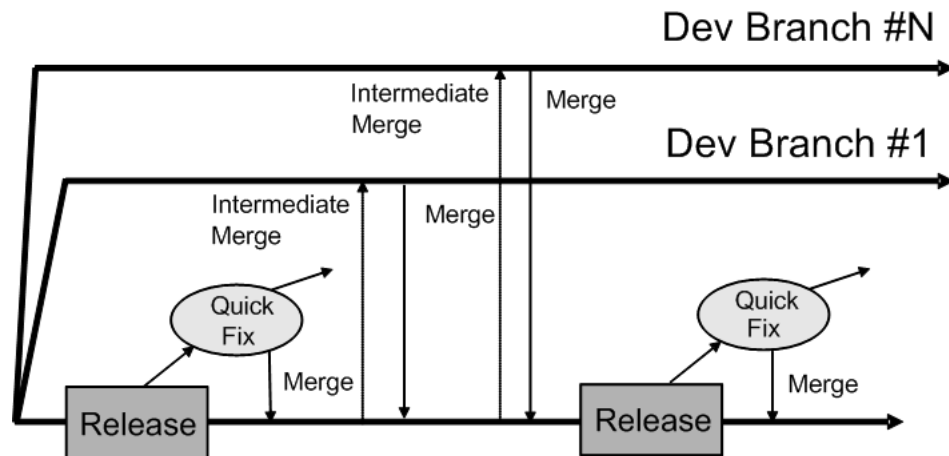 Dev Branch #N
Intermediate
Merge
Merge
Dev Branch #1
Intermediate
Merge
Merge
Quick
Fix
Merge
Release
Quick
Fix
Merge
Release